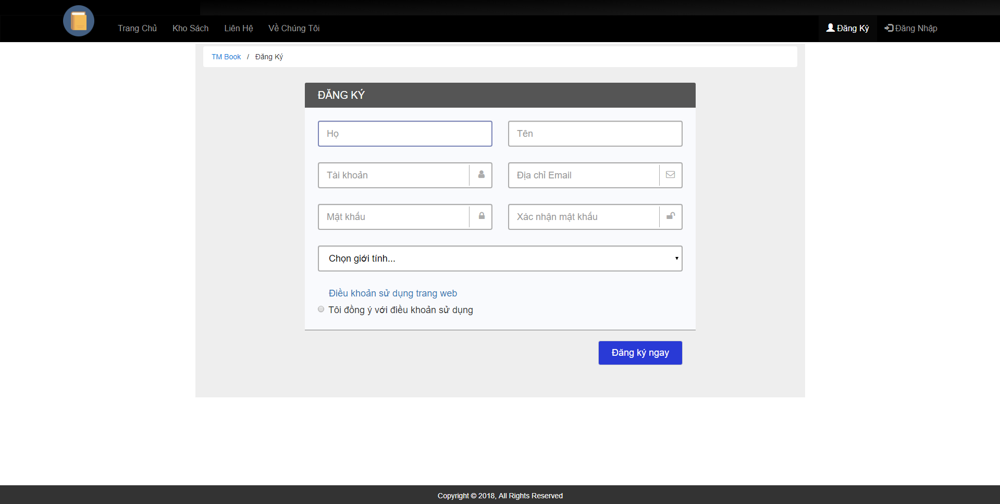 Trang Chủ Kho Sách Liên Hệ Về Chúng Tôi Đăng Ký Đăng Nhập
TM Book / Đăng Ký
ĐĂNG KÝ
Họ Tên
Tài khoản Địa chỉ Email
Mật khẩu Xác nhận mật khẩu
Chọn giới tính...
Điều khoản sử dụng trang web
Tôi đồng ý với điều khoản sử dụng
Đăng ký ngay
Copyright © 2018, All Rights Reserved